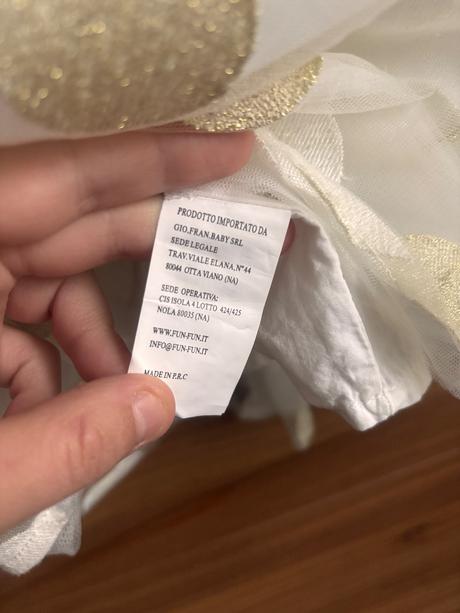 PRODOTTO IMPORTATO DA
GIO.FRAN.BABY SRL
SEDE LEGALE
TRAV.VIALE ELANA.N°44
80044 OTTA VIANO (NA)
SEDE OPERATIVA:
CIS ISOLA 4 LOTTO 424/425
NOLA 80035 (NA)
WWW.FUN-FUN.IT
INFO@FUN-FUN.IT
MADE IN P.R.C